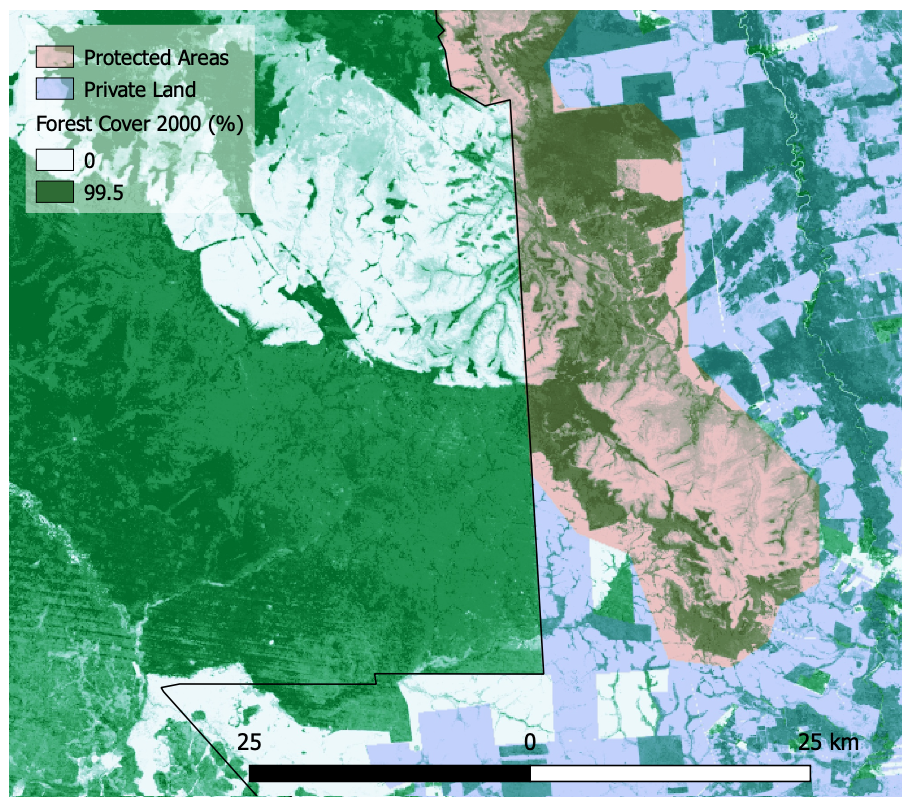 Protected Areas
Private Land
Forest Cover 2000 (%)
0
99.5
25 0 25 km